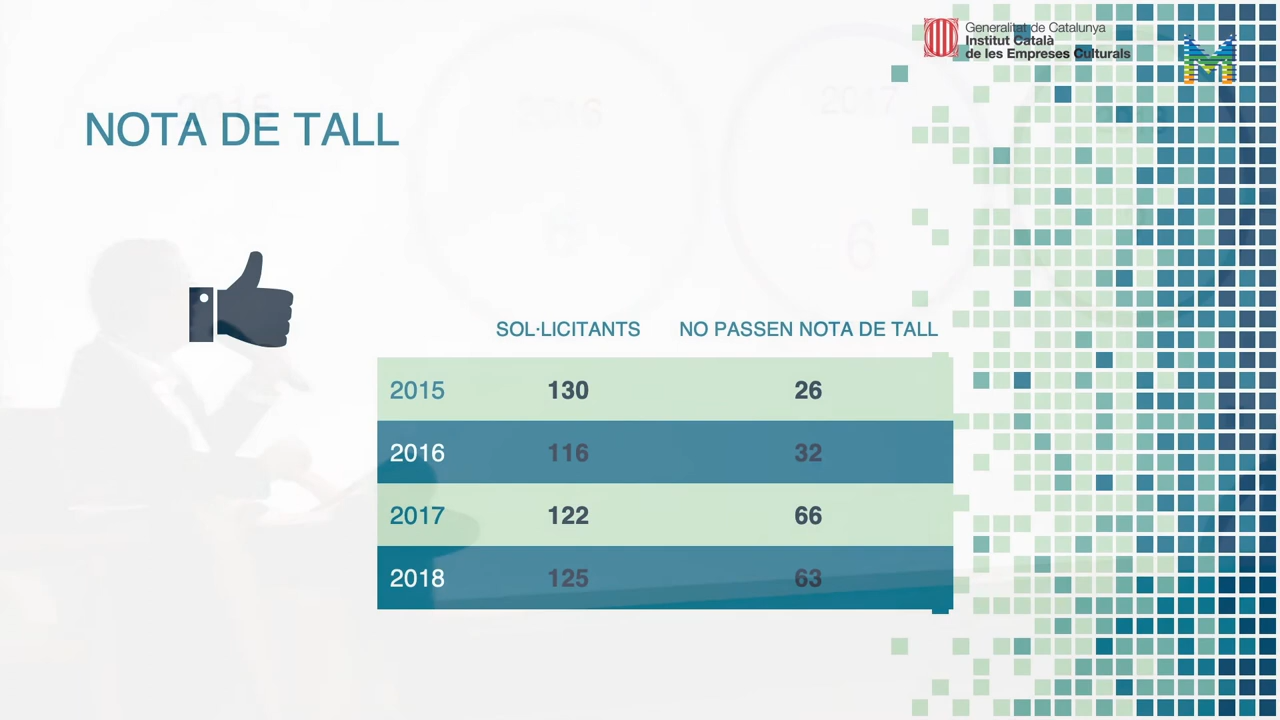 Generalitat de Catalunya
Institut Català
de les Empreses Culturals
NOTA DE TALL
SOL·LICITANTS NO PASSEN NOTA DE TALL
2015 130 26
2016 116 32
2017 122 66
2018 125 63